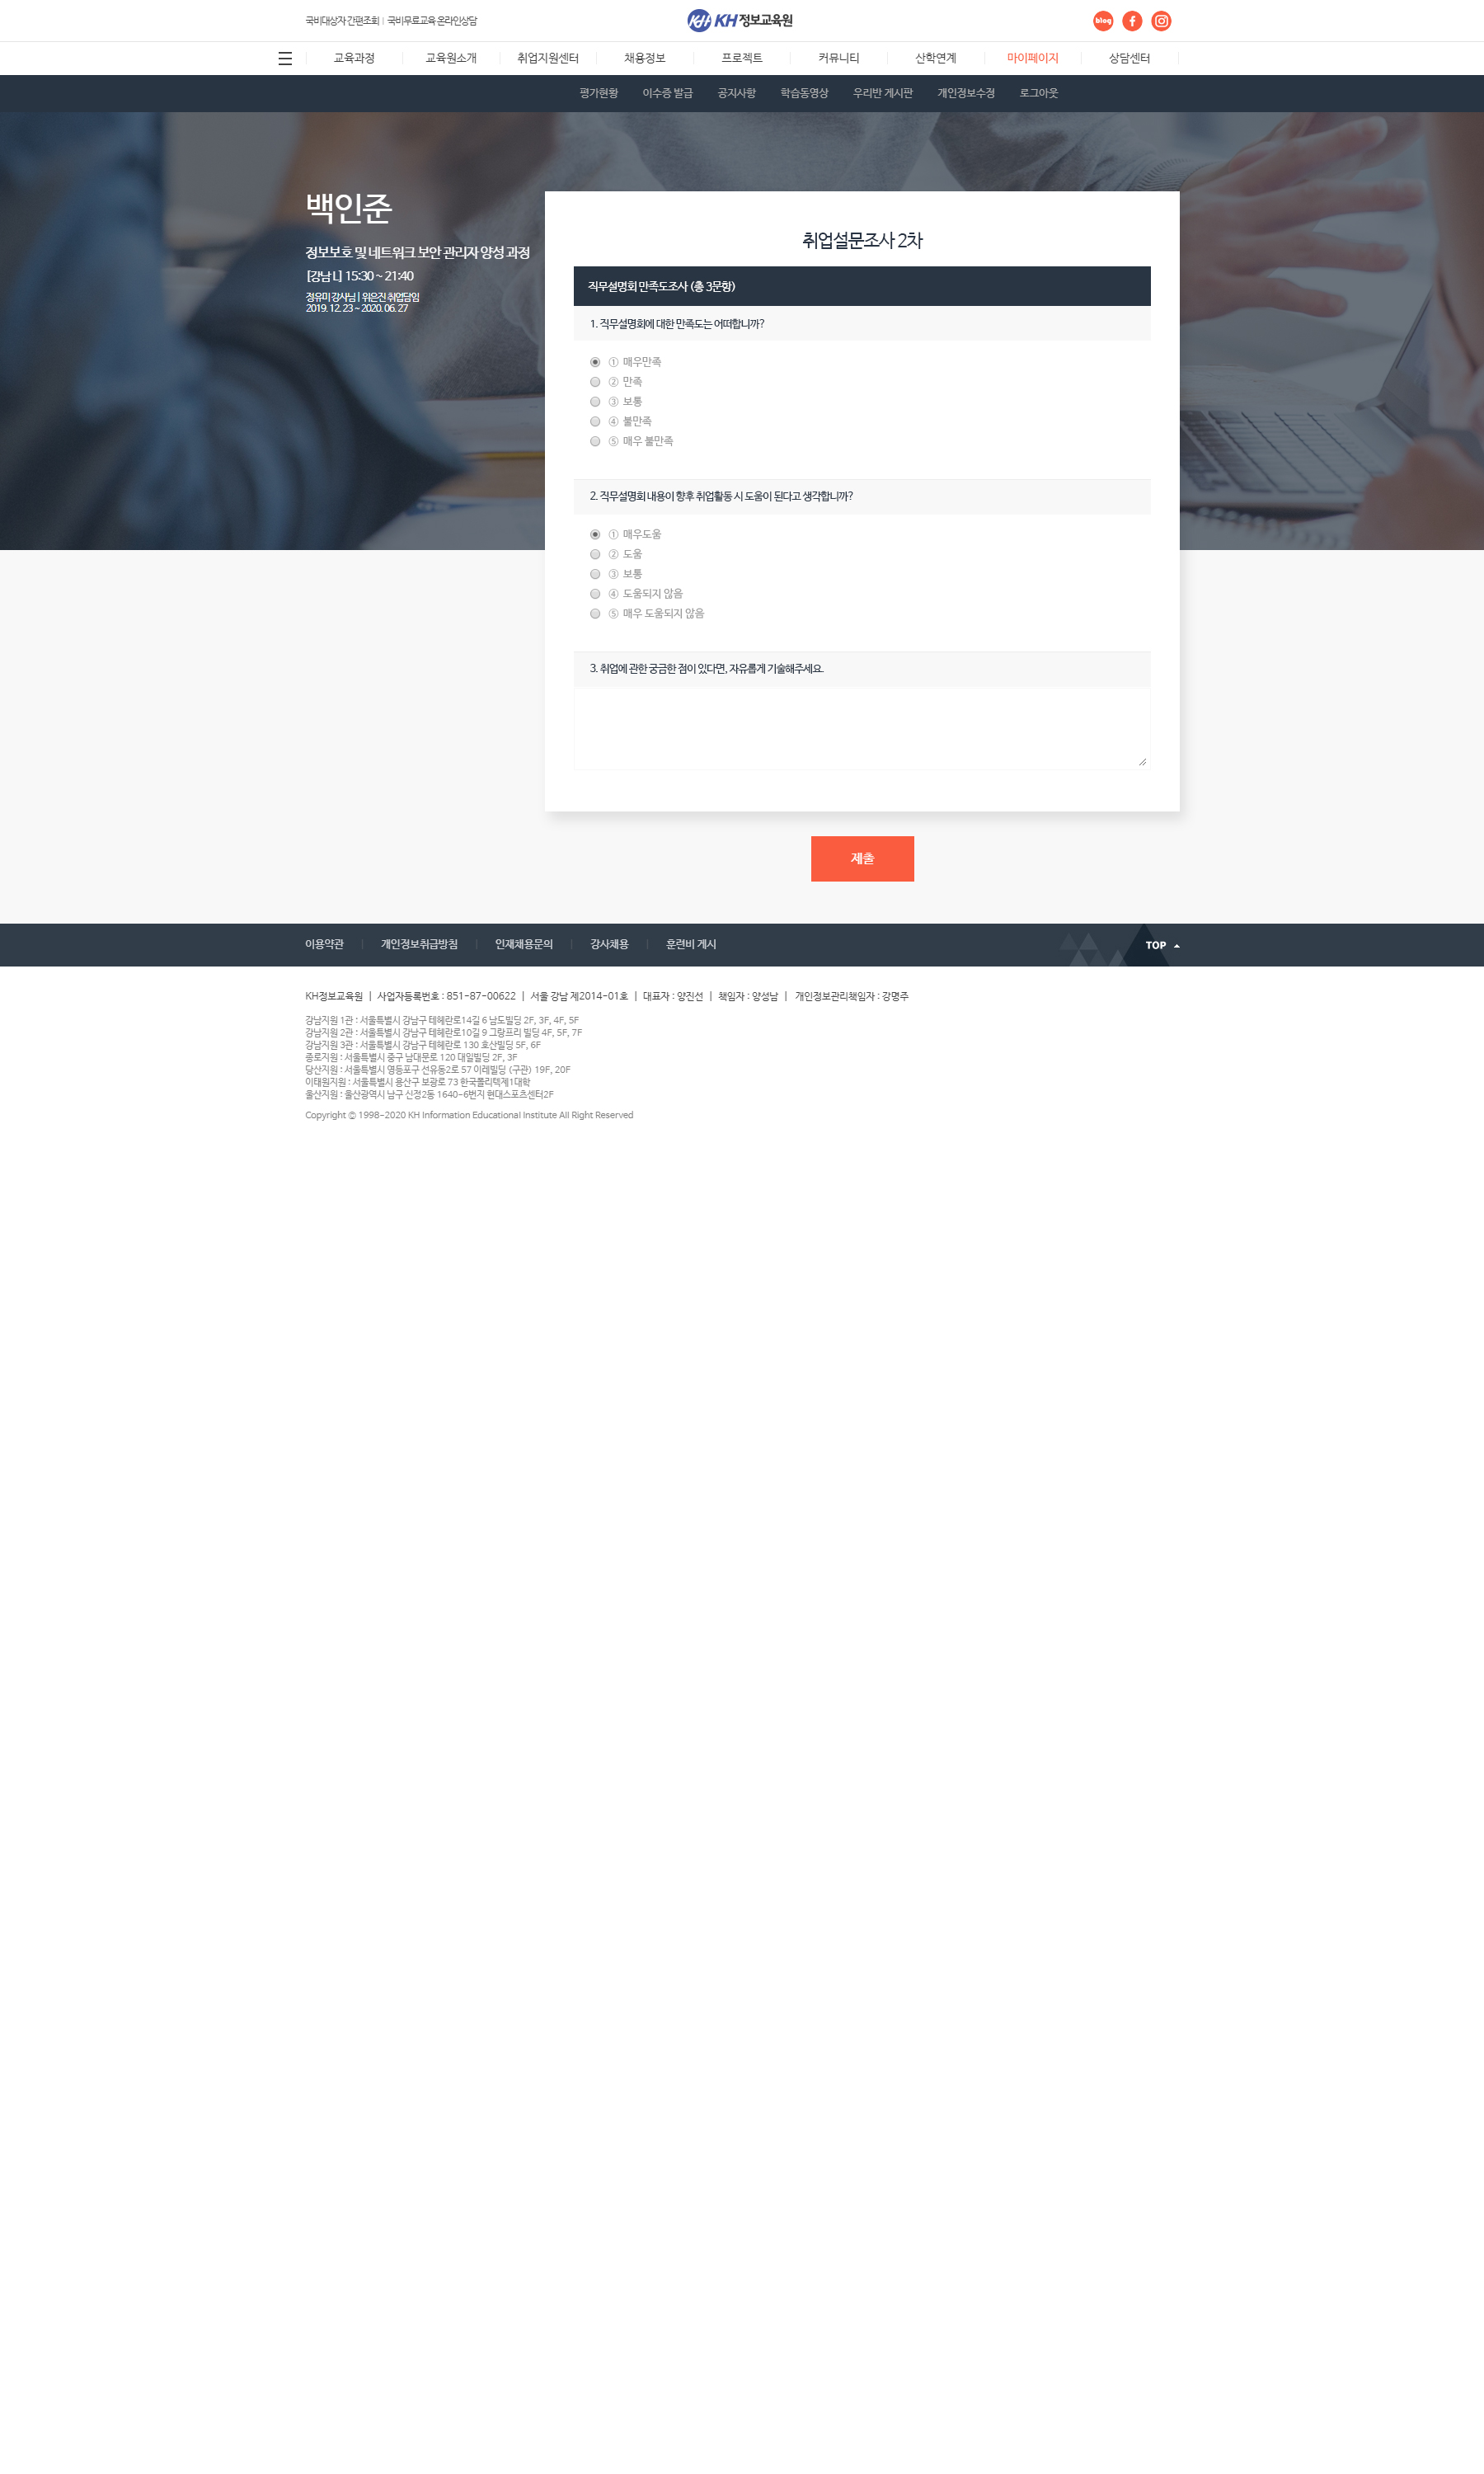 국비대상자 간편조회 | 국비무료교육 온라인상담
KH KH 정보교육원
blog
교육과정 교육원소개 취업지원센터 채용정보 프로젝트 커뮤니티 산학연계 마이페이지 상담센터
평가현황 이수증 발급 공지사항 학습동영상 우리반 게시판 개인정보수정 로그아웃
백인준
정보보호 및 네트워크 보안 관리자 양성 과정
[강남 L] 15:30 ~ 21:40
정유미 강사님 | 위은진 취업담임
2019. 12. 23 ~ 2020. 06. 27
취업설문조사 2차
직무설명회 만족도조사 (총 3문항)
1. 직무설명회에 대한 만족도는 어떠합니까?
① 매우만족
② 만족
③ 보통
④ 불만족
⑤ 매우 불만족
2. 직무설명회 내용이 향후 취업활동 시 도움이 된다고 생각합니까?
① 매우도움
② 도움
③ 보통
④ 도움되지 않음
⑤ 매우 도움되지 않음
3. 취업에 관한 궁금한 점이 있다면, 자유롭게 기술해주세요.
제출
이용약관 개인정보취급방침 인재채용문의 강사채용 훈련비 게시
TOP
KH정보교육원 | 사업자등록번호 : 851-87-00622 | 서울 강남 제2014-01호 | 대표자 : 양진선 | 책임자 : 양성남 | 개인정보관리책임자 : 강명주
강남지원 1관 : 서울특별시 강남구 테헤란로14길 6 남도빌딩 2F, 3F, 4F, 5F
강남지원 2관 : 서울특별시 강남구 테헤란로10길 9 그랑프리 빌딩 4F, 5F, 7F
강남지원 3관 : 서울특별시 강남구 테헤란로 130 호산빌딩 5F, 6F
종로지원 : 서울특별시 중구 남대문로 120 대일빌딩 2F, 3F
당산지원 : 서울특별시 영등포구 선유동2로 57 이레빌딩 (구관) 19F, 20F
이태원지원 : 서울특별시 용산구 보광로 73 한국폴리텍제1대학
울산지원 : 울산광역시 남구 신정2동 1640-6번지 현대스포츠센터2F
Copyright © 1998-2020 KH Information Educational Institute All Right Reserved